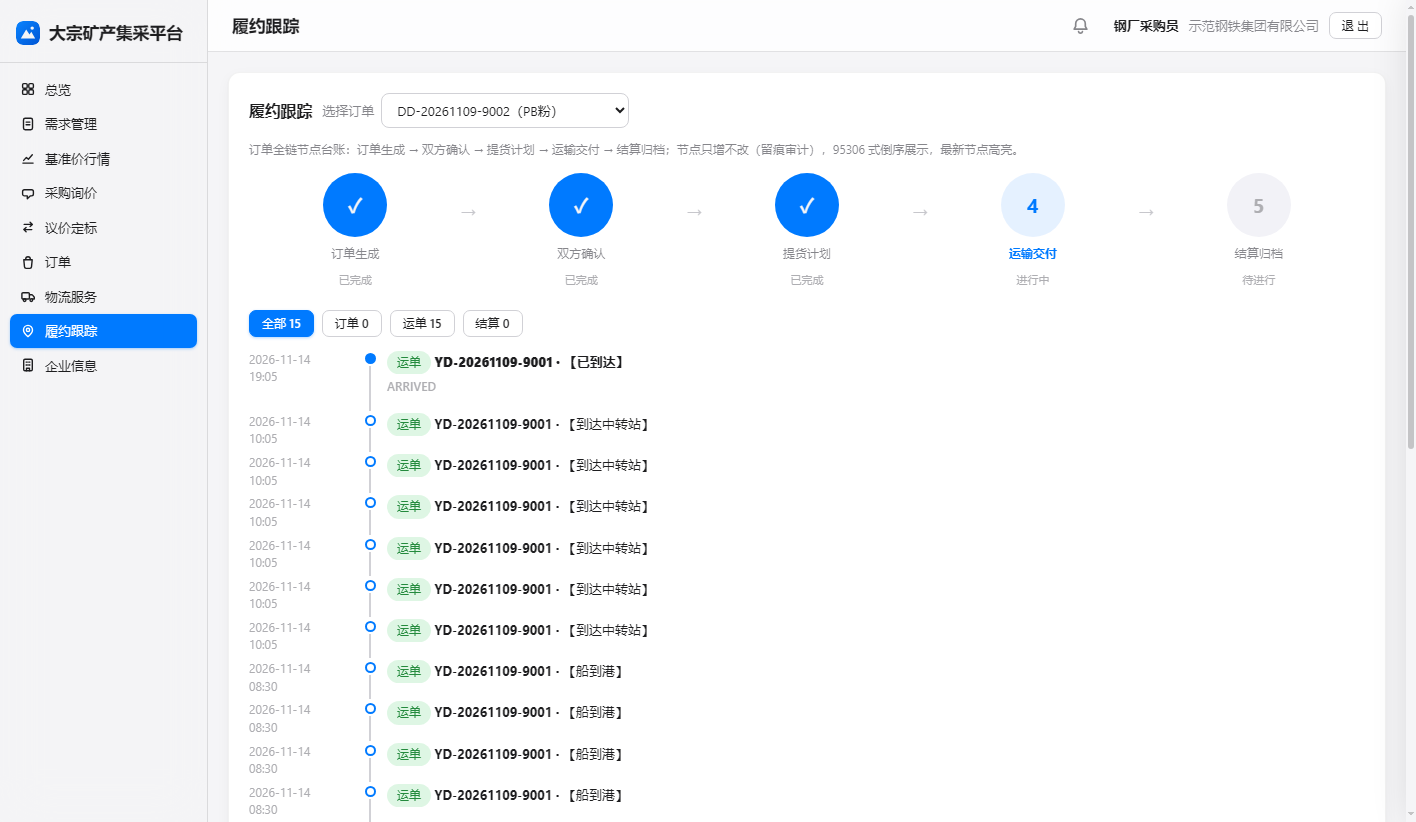 大宗矿产集采平台
总览
需求管理
基准价行情
采购询价
议价定标
订单
物流服务
履约跟踪
企业信息
履约跟踪
钢厂采购员 示范钢铁集团有限公司 退 出
履约跟踪 选择订单 DD-20261109-9002（PB粉）
订单全链节点台账：订单生成 → 双方确认 → 提货计划 → 运输交付 → 结算归档；节点只增不改（留痕审计），95306 式倒序展示，最新节点高亮。
✓ → ✓ → ✓ → 4 → 5
订单生成 双方确认 提货计划 运输交付 结算归档
已完成 已完成 已完成 进行中 待进行
全部 15 订单 0 运单 15 结算 0
2026-11-14 运单 YD-20261109-9001 · 【已到达】
19:05
ARRIVED
2026-11-14 运单 YD-20261109-9001 · 【到达中转站】
10:05
2026-11-14 运单 YD-20261109-9001 · 【到达中转站】
10:05
2026-11-14 运单 YD-20261109-9001 · 【到达中转站】
10:05
2026-11-14 运单 YD-20261109-9001 · 【到达中转站】
10:05
2026-11-14 运单 YD-20261109-9001 · 【到达中转站】
10:05
2026-11-14 运单 YD-20261109-9001 · 【到达中转站】
10:05
2026-11-14 运单 YD-20261109-9001 · 【船到港】
08:30
2026-11-14 运单 YD-20261109-9001 · 【船到港】
08:30
2026-11-14 运单 YD-20261109-9001 · 【船到港】
08:30
2026-11-14 运单 YD-20261109-9001 · 【船到港】
08:30